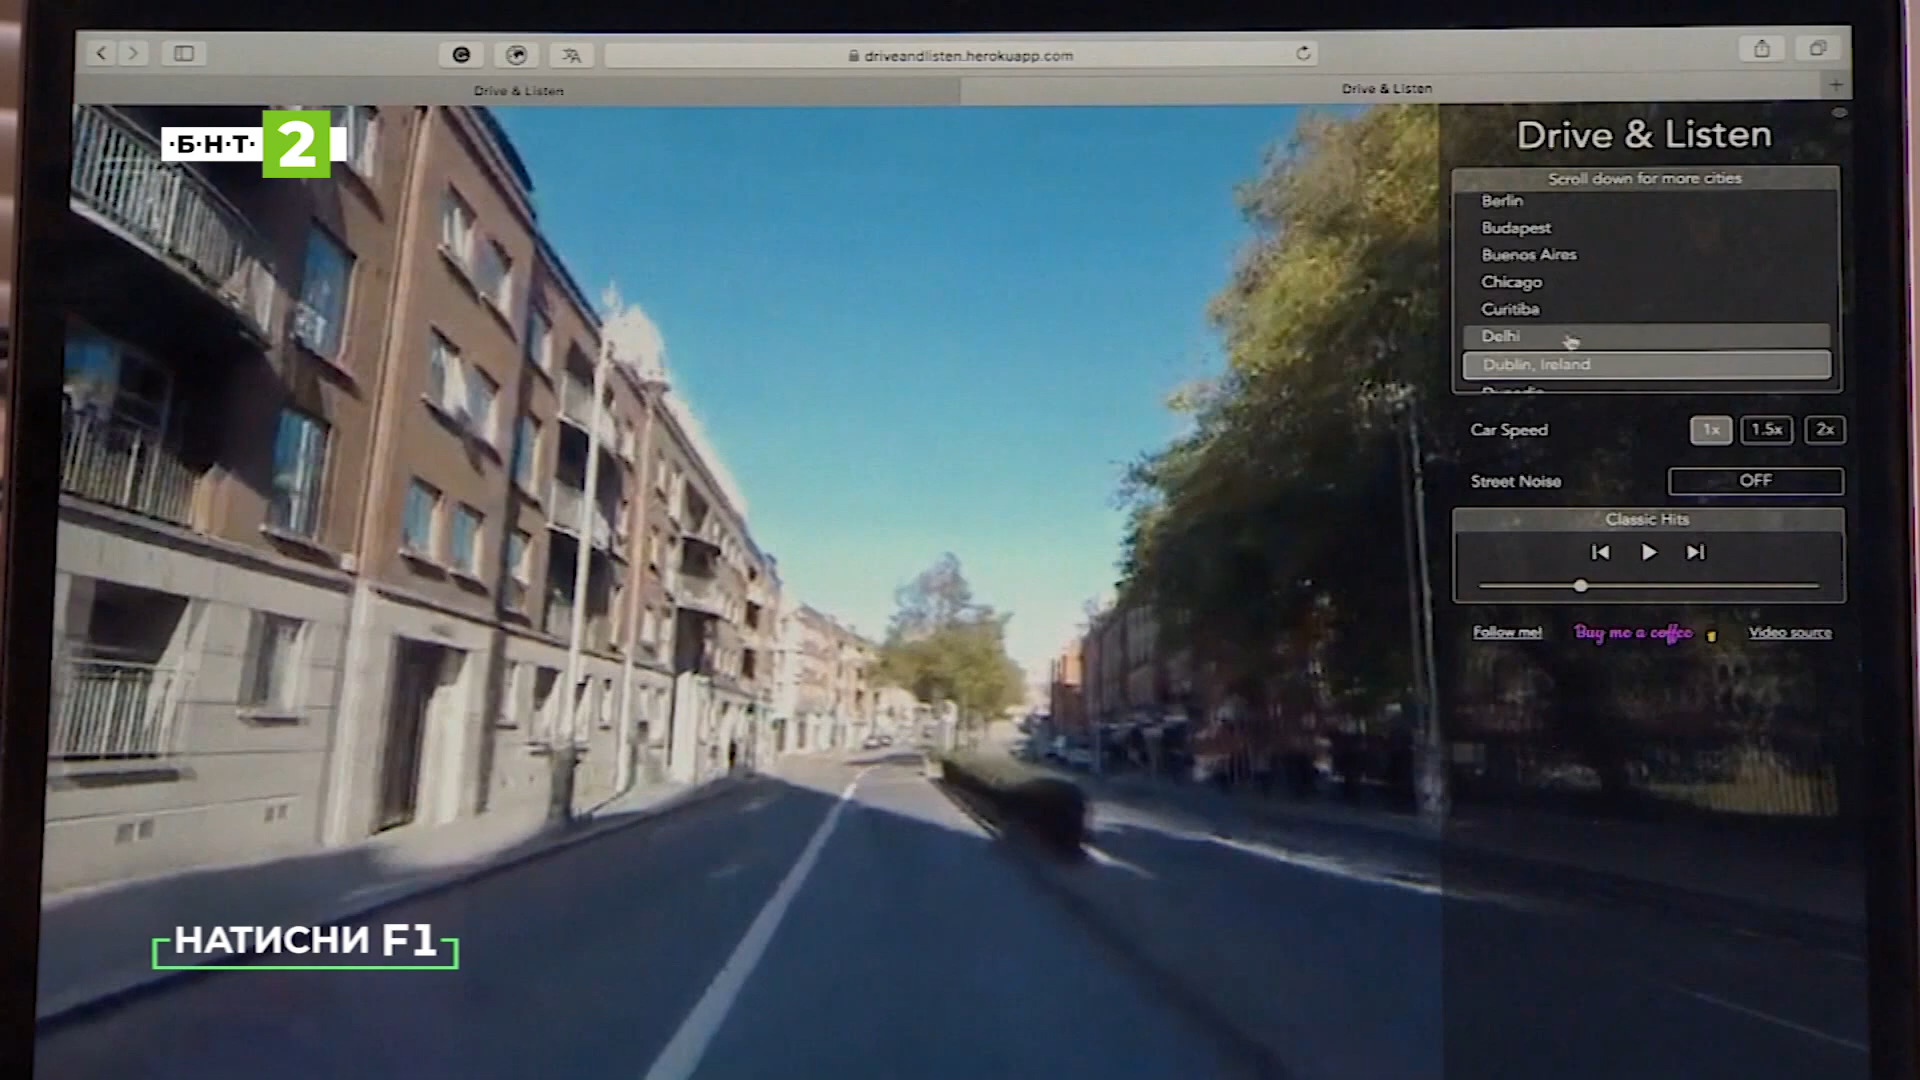 driveandlisten.herokuapp.com
Drive & Listen
Drive & Listen
·Б·Н·Т· 2
Drive & Listen
Scroll down for more cities
Berlin
Budapest
Buenos Aires
Chicago
Curitiba
Delhi
Dublin, Ireland
Car Speed 1x 1.5x 2x
Street Noise OFF
Classic Hits
Follow me! Buy me a coffee Video source
НАТИСНИ F1